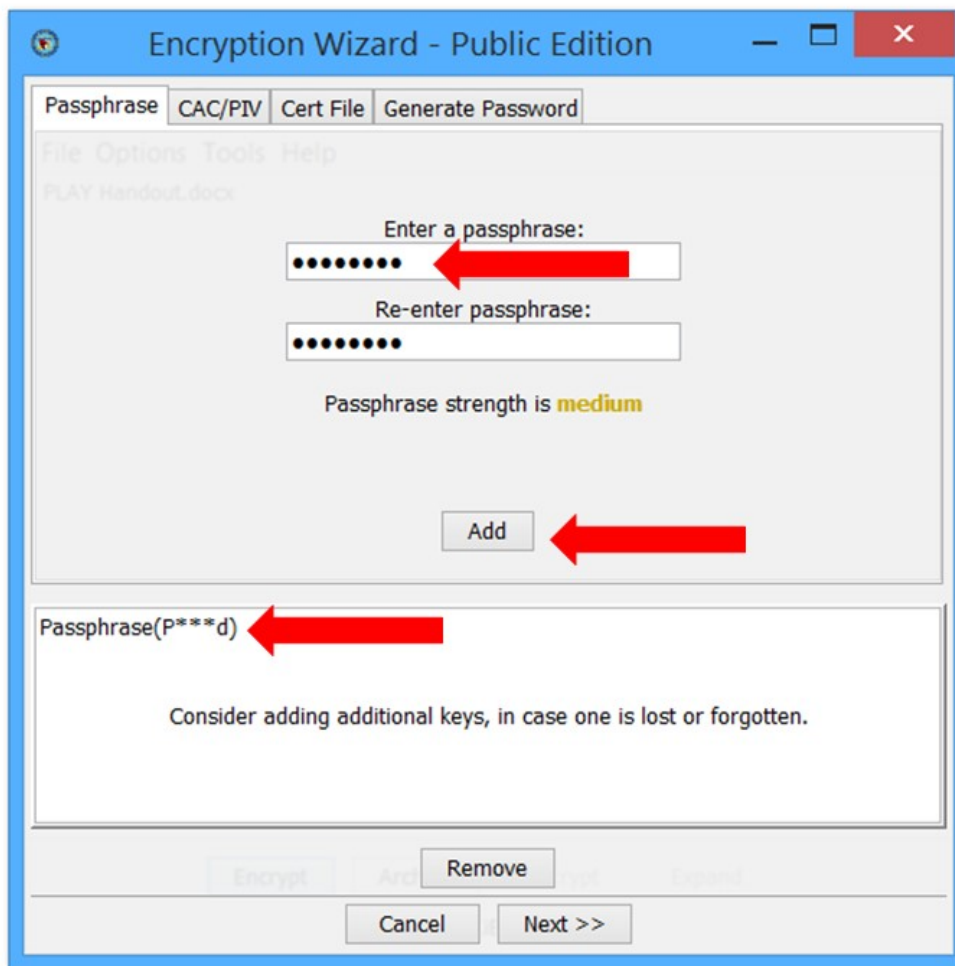 Encryption Wizard - Public Edition
Passphrase CAC/PIV Cert File Generate Password
File Options Tools Help
PLAY Handout.docx
Enter a passphrase:
••••••••
Re-enter passphrase:
••••••••
Passphrase strength is medium
Add
Passphrase(P***d)
Consider adding additional keys, in case one is lost or forgotten.
Encrypt Remove Expand
Cancel Next >>